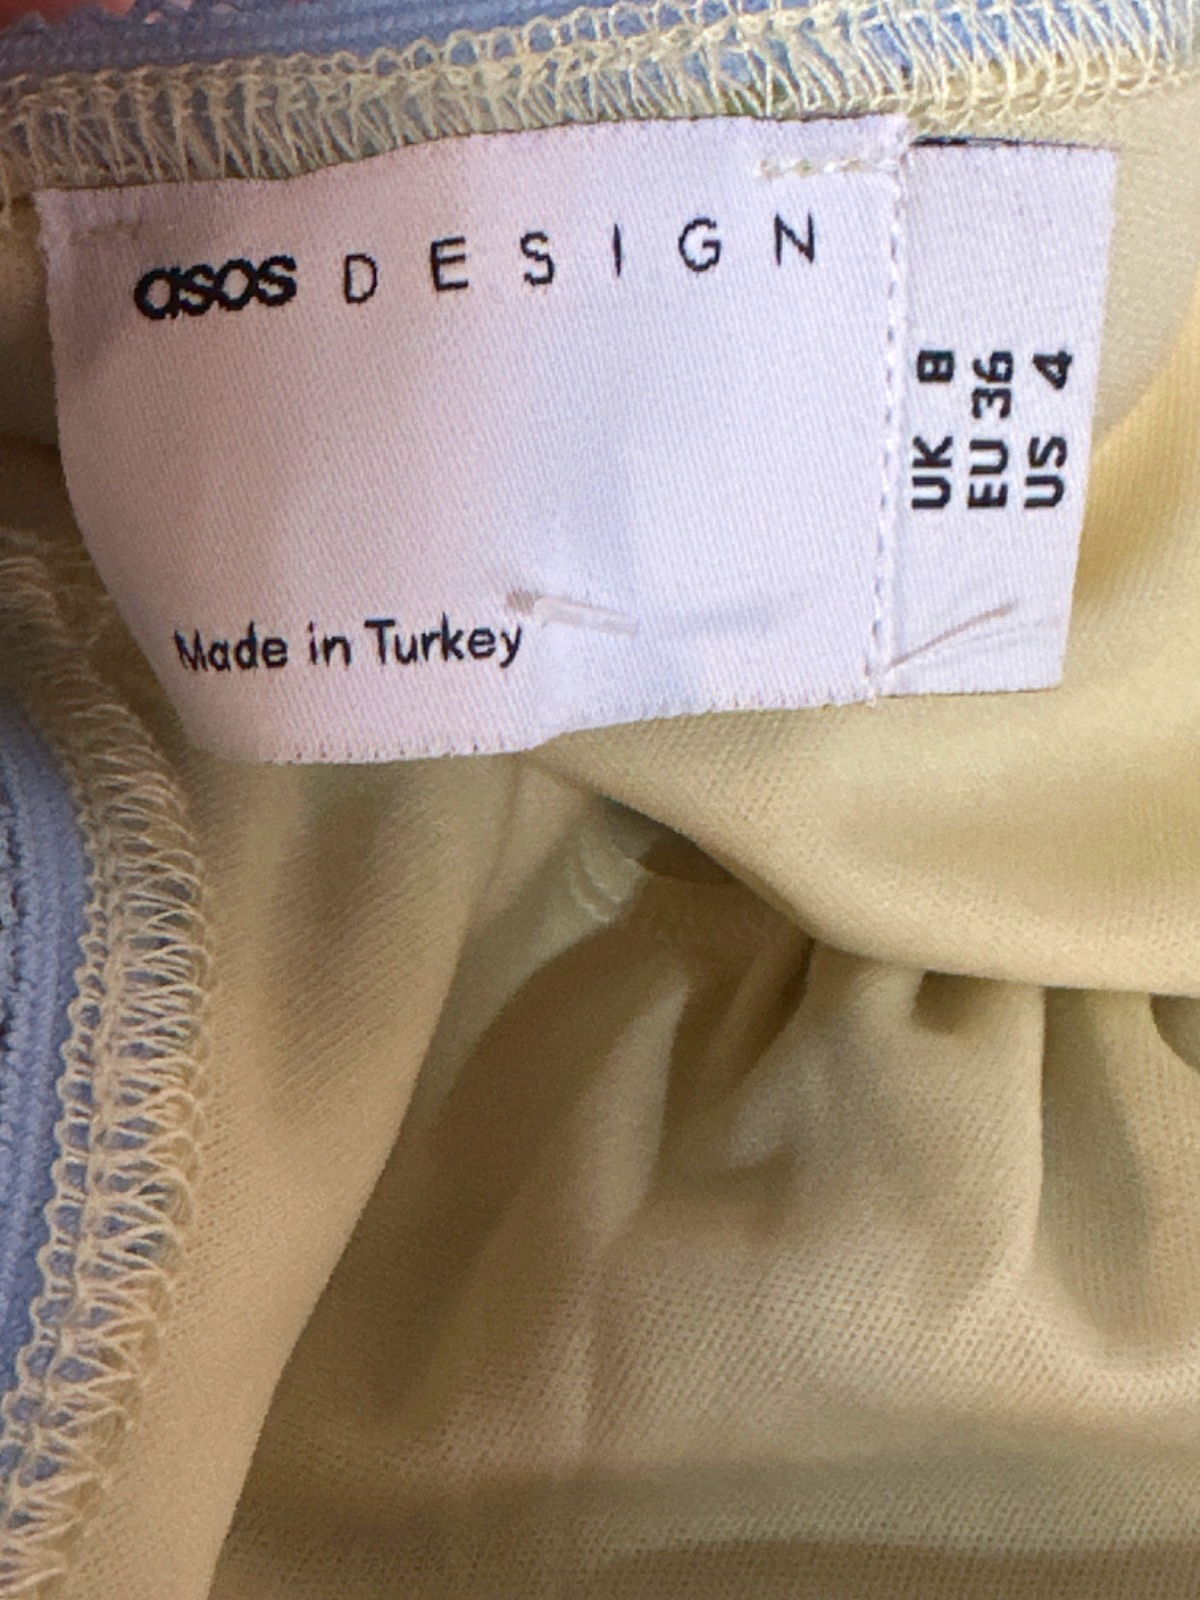 asos DESIGN
Made in Turkey
UK 8
EU 36
US 4